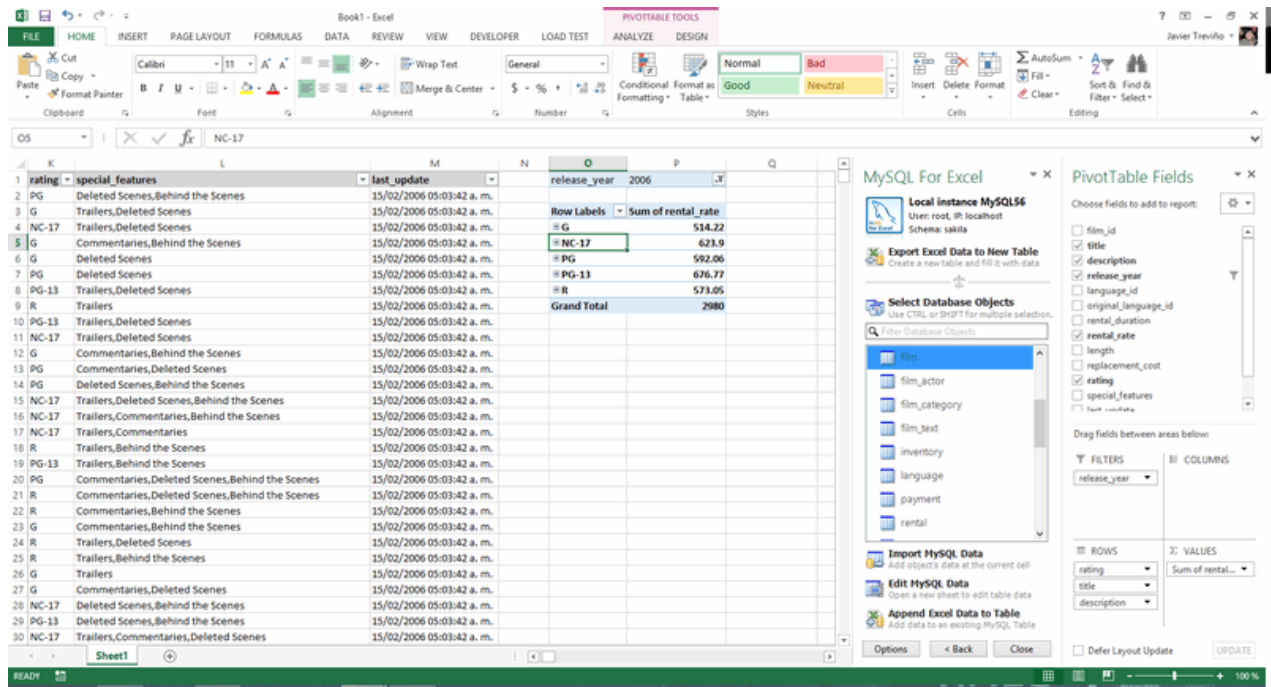 Book1 - Excel
PIVOTTABLE TOOLS
FILE HOME INSERT PAGE LAYOUT FORMULAS DATA REVIEW VIEW DEVELOPER LOAD TEST ANALYZE DESIGN
Javier Treviño
Paste
Cut
Copy
Format Painter
Clipboard
Calibri 11
B I U
Font
Wrap Text
Merge & Center
Alignment
General
$ % ,
Number
Conditional Formatting
Format as Table
Normal Bad
Good Neutral
Styles
Insert Delete Format
Cells
AutoSum
Fill
Clear
Sort & Filter
Find & Select
Editing
O5 fx NC-17
K L M N O P Q
1 rating special_features last_update release_year 2006
2 PG Deleted Scenes,Behind the Scenes 15/02/2006 05:03:42 a. m.
3 G Trailers,Deleted Scenes 15/02/2006 05:03:42 a. m. Row Labels Sum of rental_rate
4 NC-17 Trailers,Deleted Scenes 15/02/2006 05:03:42 a. m. G 514.22
5 G Commentaries,Behind the Scenes 15/02/2006 05:03:42 a. m. NC-17 623.9
6 G Deleted Scenes 15/02/2006 05:03:42 a. m. PG 592.06
7 PG Deleted Scenes 15/02/2006 05:03:42 a. m. PG-13 676.77
8 PG-13 Trailers,Deleted Scenes 15/02/2006 05:03:42 a. m. R 573.05
9 R Trailers 15/02/2006 05:03:42 a. m. Grand Total 2980
10 PG-13 Trailers,Deleted Scenes 15/02/2006 05:03:42 a. m.
11 NC-17 Trailers,Deleted Scenes 15/02/2006 05:03:42 a. m.
12 G Commentaries,Behind the Scenes 15/02/2006 05:03:42 a. m.
13 PG Commentaries,Deleted Scenes 15/02/2006 05:03:42 a. m.
14 PG Deleted Scenes,Behind the Scenes 15/02/2006 05:03:42 a. m.
15 NC-17 Trailers,Deleted Scenes,Behind the Scenes 15/02/2006 05:03:42 a. m.
16 NC-17 Trailers,Commentaries,Behind the Scenes 15/02/2006 05:03:42 a. m.
17 NC-17 Trailers,Commentaries 15/02/2006 05:03:42 a. m.
18 R Trailers,Behind the Scenes 15/02/2006 05:03:42 a. m.
19 PG-13 Trailers,Behind the Scenes 15/02/2006 05:03:42 a. m.
20 PG Commentaries,Deleted Scenes,Behind the Scenes 15/02/2006 05:03:42 a. m.
21 R Commentaries,Deleted Scenes,Behind the Scenes 15/02/2006 05:03:42 a. m.
22 R Commentaries,Behind the Scenes 15/02/2006 05:03:42 a. m.
23 G Commentaries,Behind the Scenes 15/02/2006 05:03:42 a. m.
24 R Trailers,Deleted Scenes 15/02/2006 05:03:42 a. m.
25 R Trailers,Behind the Scenes 15/02/2006 05:03:42 a. m.
26 G Trailers 15/02/2006 05:03:42 a. m.
27 G Commentaries,Deleted Scenes 15/02/2006 05:03:42 a. m.
28 NC-17 Deleted Scenes,Behind the Scenes 15/02/2006 05:03:42 a. m.
29 PG-13 Deleted Scenes,Behind the Scenes 15/02/2006 05:03:42 a. m.
30 NC-17 Trailers,Commentaries,Deleted Scenes 15/02/2006 05:03:42 a. m.
Sheet1
READY
MySQL For Excel
Local instance MySQL56
User: root, IP: localhost
Schema: sakila
Export Excel Data to New Table
Create a new table and fill it with data
Select Database Objects
Use CTRL or SHIFT for multiple selection.
Filter Database Objects
film
film_actor
film_category
film_text
inventory
language
payment
rental
Import MySQL Data
Add object's data at the current cell
Edit MySQL Data
Open a new sheet to edit table data
Append Excel Data to Table
Add data to an existing MySQL Table
Options < Back Close
PivotTable Fields
Choose fields to add to report:
film_id
title
description
release_year
language_id
original_language_id
rental_duration
rental_rate
length
replacement_cost
rating
special_features
last_update
Drag fields between areas below:
FILTERS COLUMNS
release_year
ROWS Σ VALUES
rating Sum of rental...
title
description
Defer Layout Update UPDATE
100 %